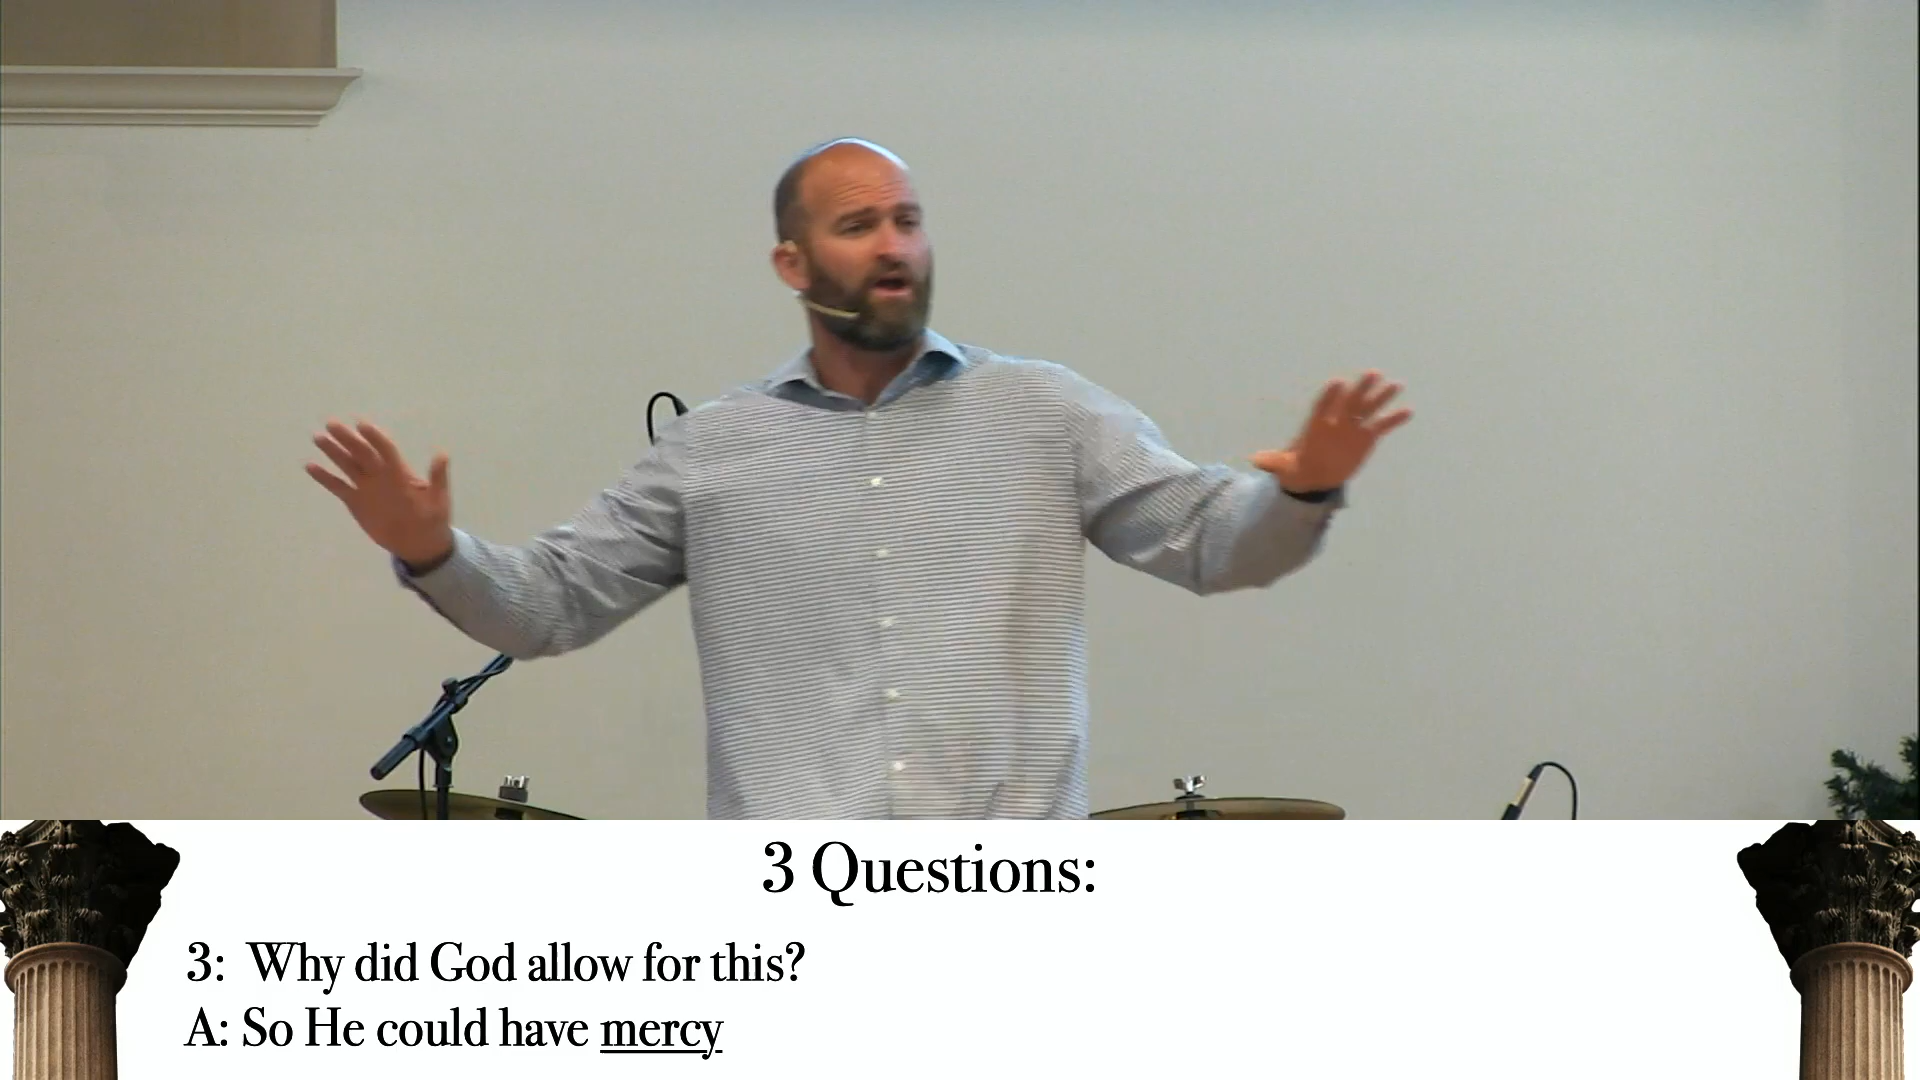 3 Questions:
3: Why did God allow for this?
A: So He could have mercy